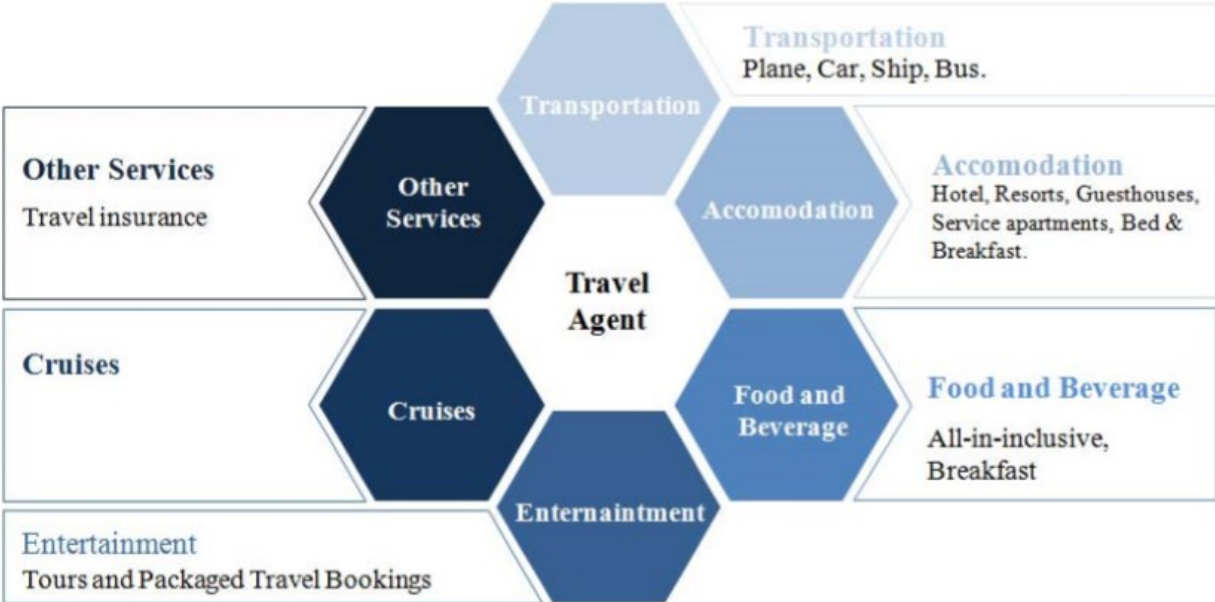 Transportation
Plane, Car, Ship, Bus.
Transportation
Other Services
Travel insurance
Other
Services
Accomodation
Accomodation
Hotel, Resorts, Guesthouses,
Service apartments, Bed &
Breakfast.
Travel
Agent
Cruises
Cruises
Food and
Beverage
Food and Beverage
All-in-inclusive,
Breakfast
Enternaintment
Entertainment
Tours and Packaged Travel Bookings